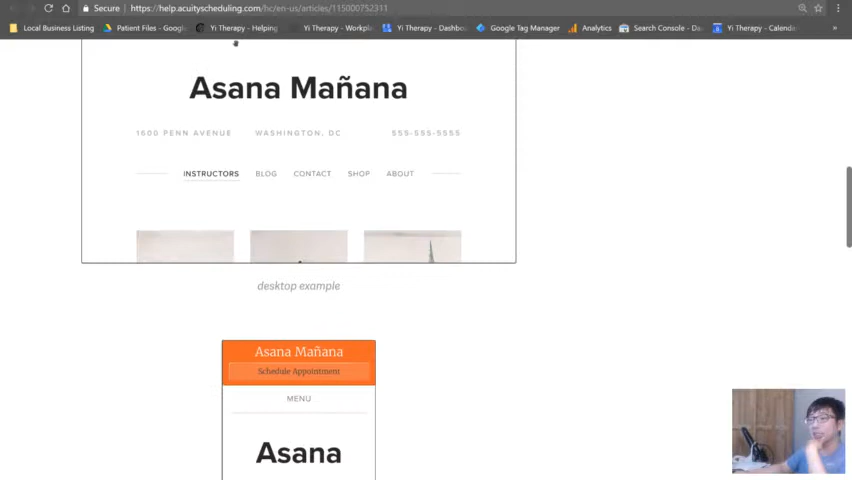 Secure https://help.acuityscheduling.com/hc/en-us/articles/115000752311
Local Business Listing Patient Files - Google Yi Therapy - Helping Yi Therapy - Workpla Yi Therapy - Dashbo Google Tag Manager Analytics Search Console - Da Yi Therapy - Calenda »
Asana Mañana
1600 PENN AVENUE WASHINGTON, DC 555-555-5555
INSTRUCTORS BLOG CONTACT SHOP ABOUT
desktop example
Asana Mañana
Schedule Appointment
MENU
Asana